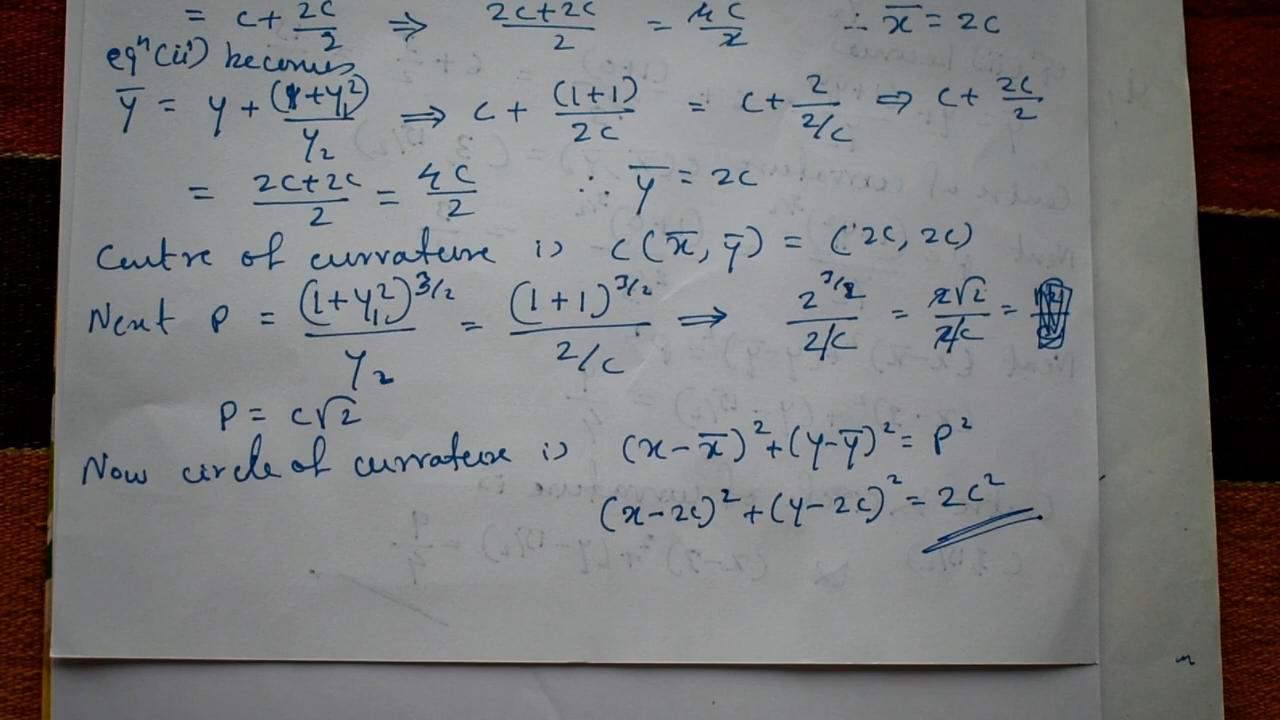 = c + 2c/2 ⇒ 2c+2c/2 = 4c/2 ∴ x̄ = 2c
eqⁿ (ii) becomes
ȳ = y + (1+y₁²)/y₂ ⇒ c + (1+1)/2c = c + 2/2/c ⇒ c + 2c/2
= 2c+2c/2 = 4c/2 ∴ ȳ = 2c
Centre of curvature is c(x̄, ȳ) = (2c, 2c)
Next ρ = (1+y₁²)^3/2/y₂ = (1+1)^3/2/2/c ⇒ 2^3/2/2/c = 2√2/2/c =
ρ = c√2
Now circle of curvature is (x-x̄)² + (y-ȳ)² = ρ²
(x-2c)² + (y-2c)² = 2c²